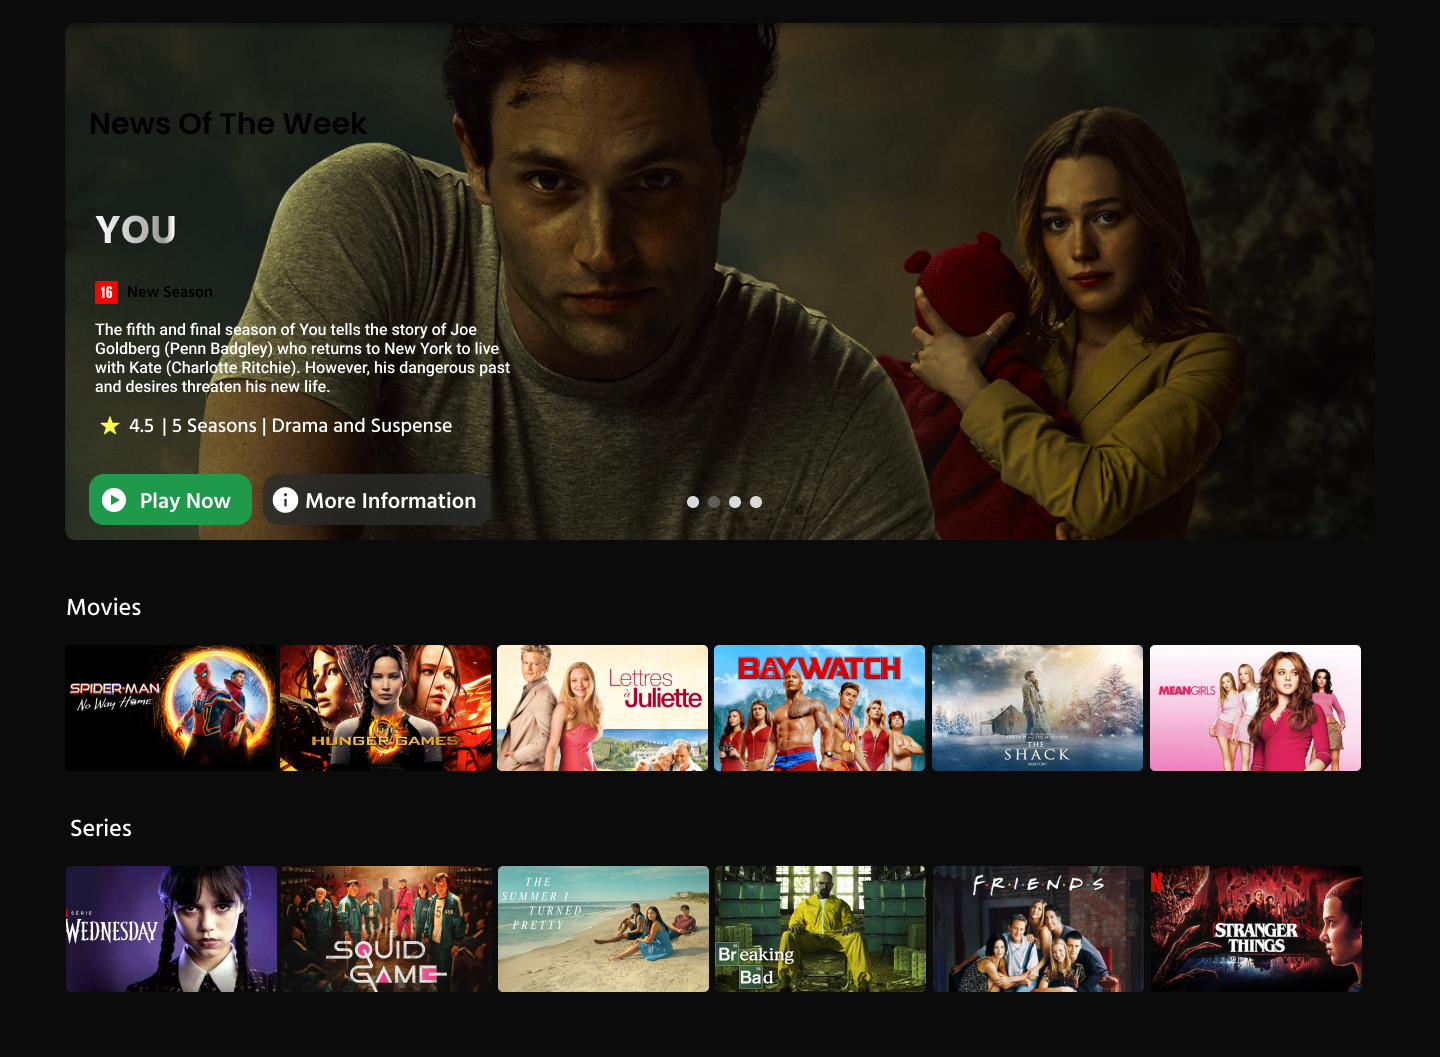 News Of The Week
YOU
16 New Season
The fifth and final season of You tells the story of Joe
Goldberg (Penn Badgley) who returns to New York to live
with Kate (Charlotte Ritchie). However, his dangerous past
and desires threaten his new life.
4.5 | 5 Seasons | Drama and Suspense
Play Now
More Information
Movies
SPIDER-MAN
No Way Home
THE
HUNGER GAMES
Lettres
à
Juliette
BAYWATCH
THE
SHACK
MEAN GIRLS
Series
SÉRIE
WEDNESDAY
SQUID
GAME
THE
SUMMER I
TURNED
PRETTY
Breaking
Bad
F·R·I·E·N·D·S
N
STRANGER
THINGS